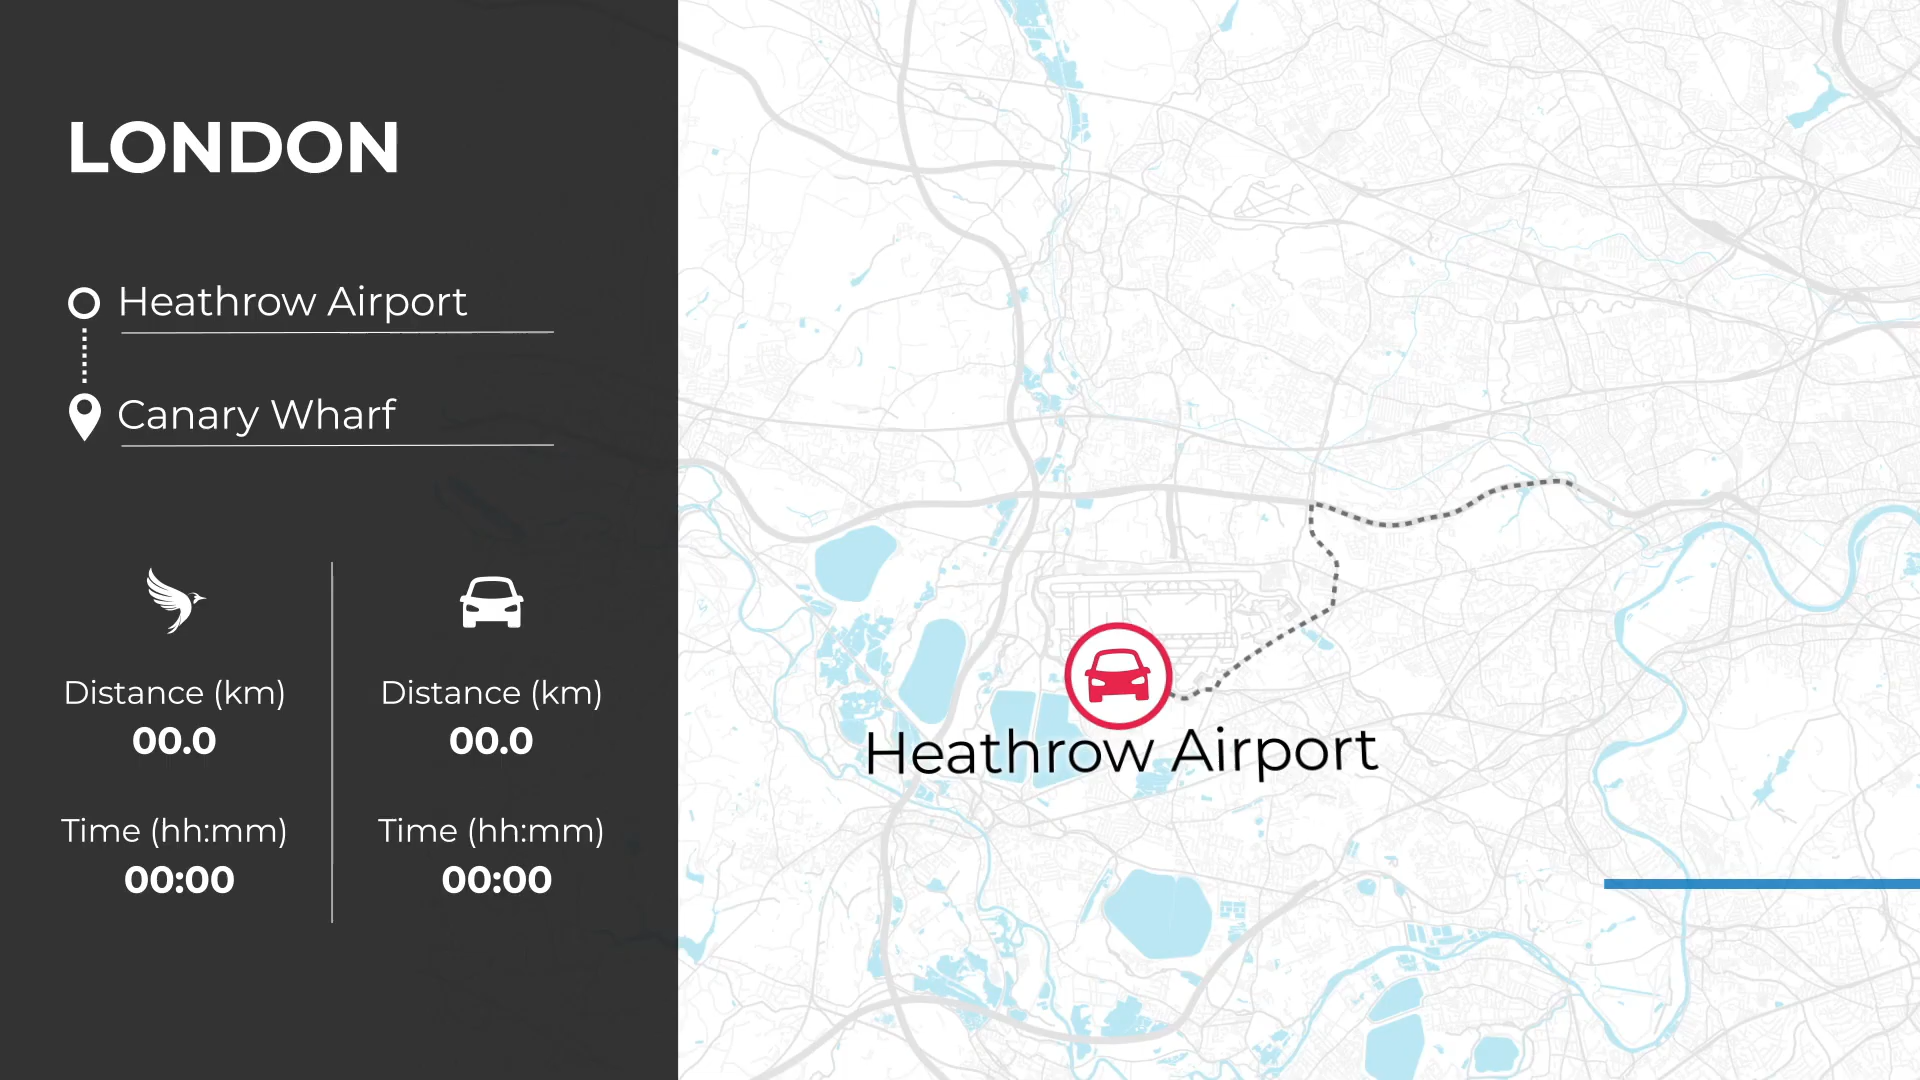 LONDON
Heathrow Airport
Canary Wharf
Distance (km)
00.0
Time (hh:mm)
00:00
Distance (km)
00.0
Time (hh:mm)
00:00
Heathrow Airport